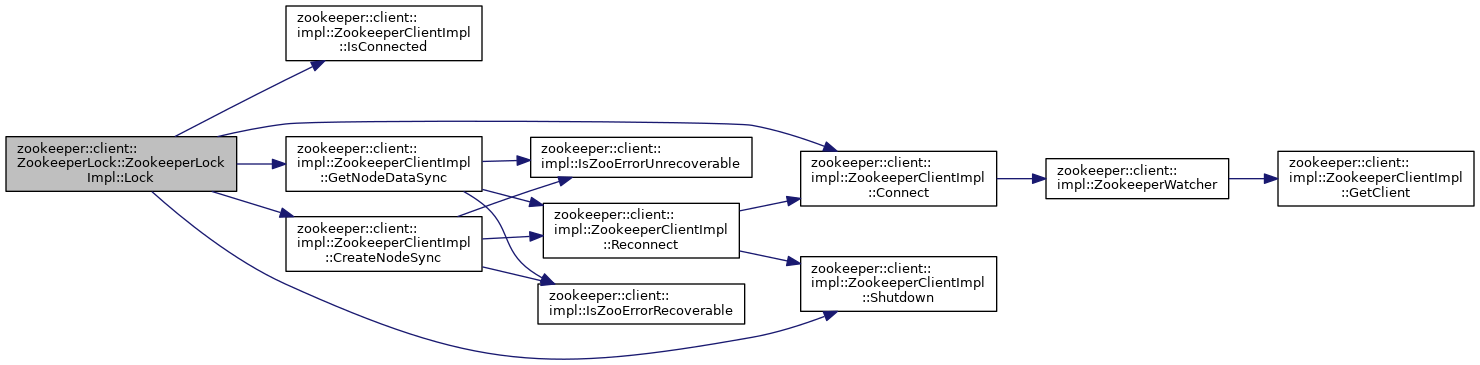 zookeeper::client::
impl::ZookeeperClientImpl
::IsConnected
zookeeper::client::
ZookeeperLock::ZookeeperLock
Impl::Lock
zookeeper::client::
impl::ZookeeperClientImpl
::GetNodeDataSync
zookeeper::client::
impl::ZookeeperClientImpl
::CreateNodeSync
zookeeper::client::
impl::IsZooErrorUnrecoverable
zookeeper::client::
impl::ZookeeperClientImpl
::Reconnect
zookeeper::client::
impl::IsZooErrorRecoverable
zookeeper::client::
impl::ZookeeperClientImpl
::Connect
zookeeper::client::
impl::ZookeeperClientImpl
::Shutdown
zookeeper::client::
impl::ZookeeperWatcher
zookeeper::client::
impl::ZookeeperClientImpl
::GetClient